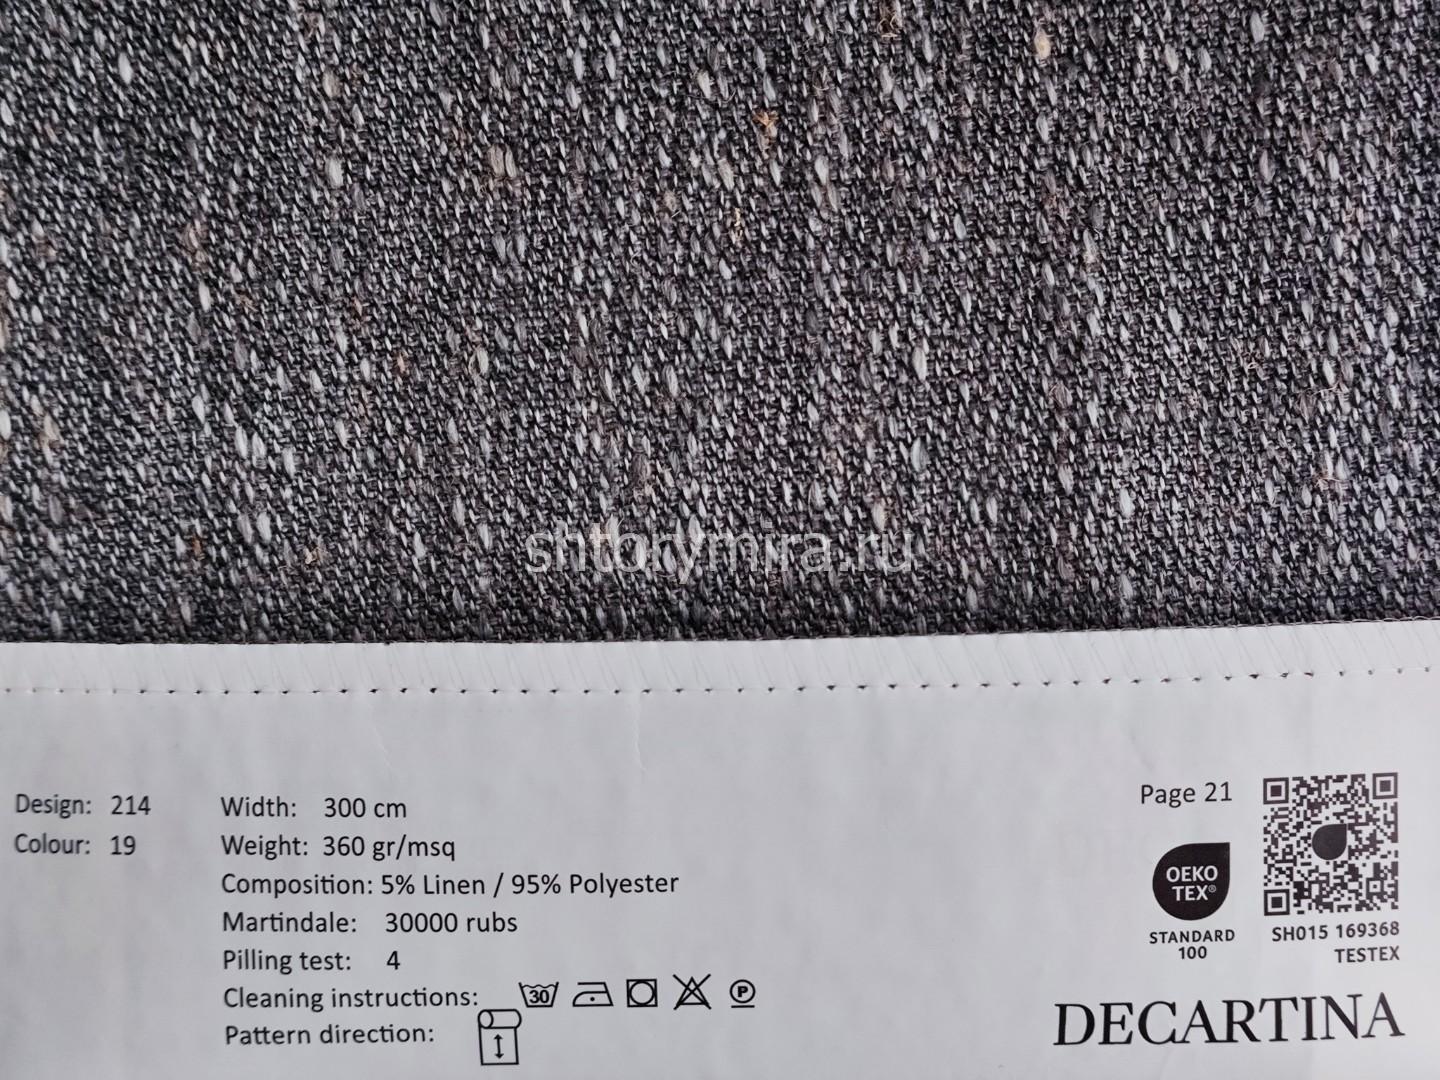 shtorymira.ru
Design: 214
Colour: 19
Width: 300 cm
Weight: 360 gr/msq
Composition: 5% Linen / 95% Polyester
Martindale: 30000 rubs
Pilling test: 4
Cleaning instructions: 30 P
Pattern direction:
Page 21
OEKO
TEX®
STANDARD
100
SH015 169368
TESTEX
DECARTINA